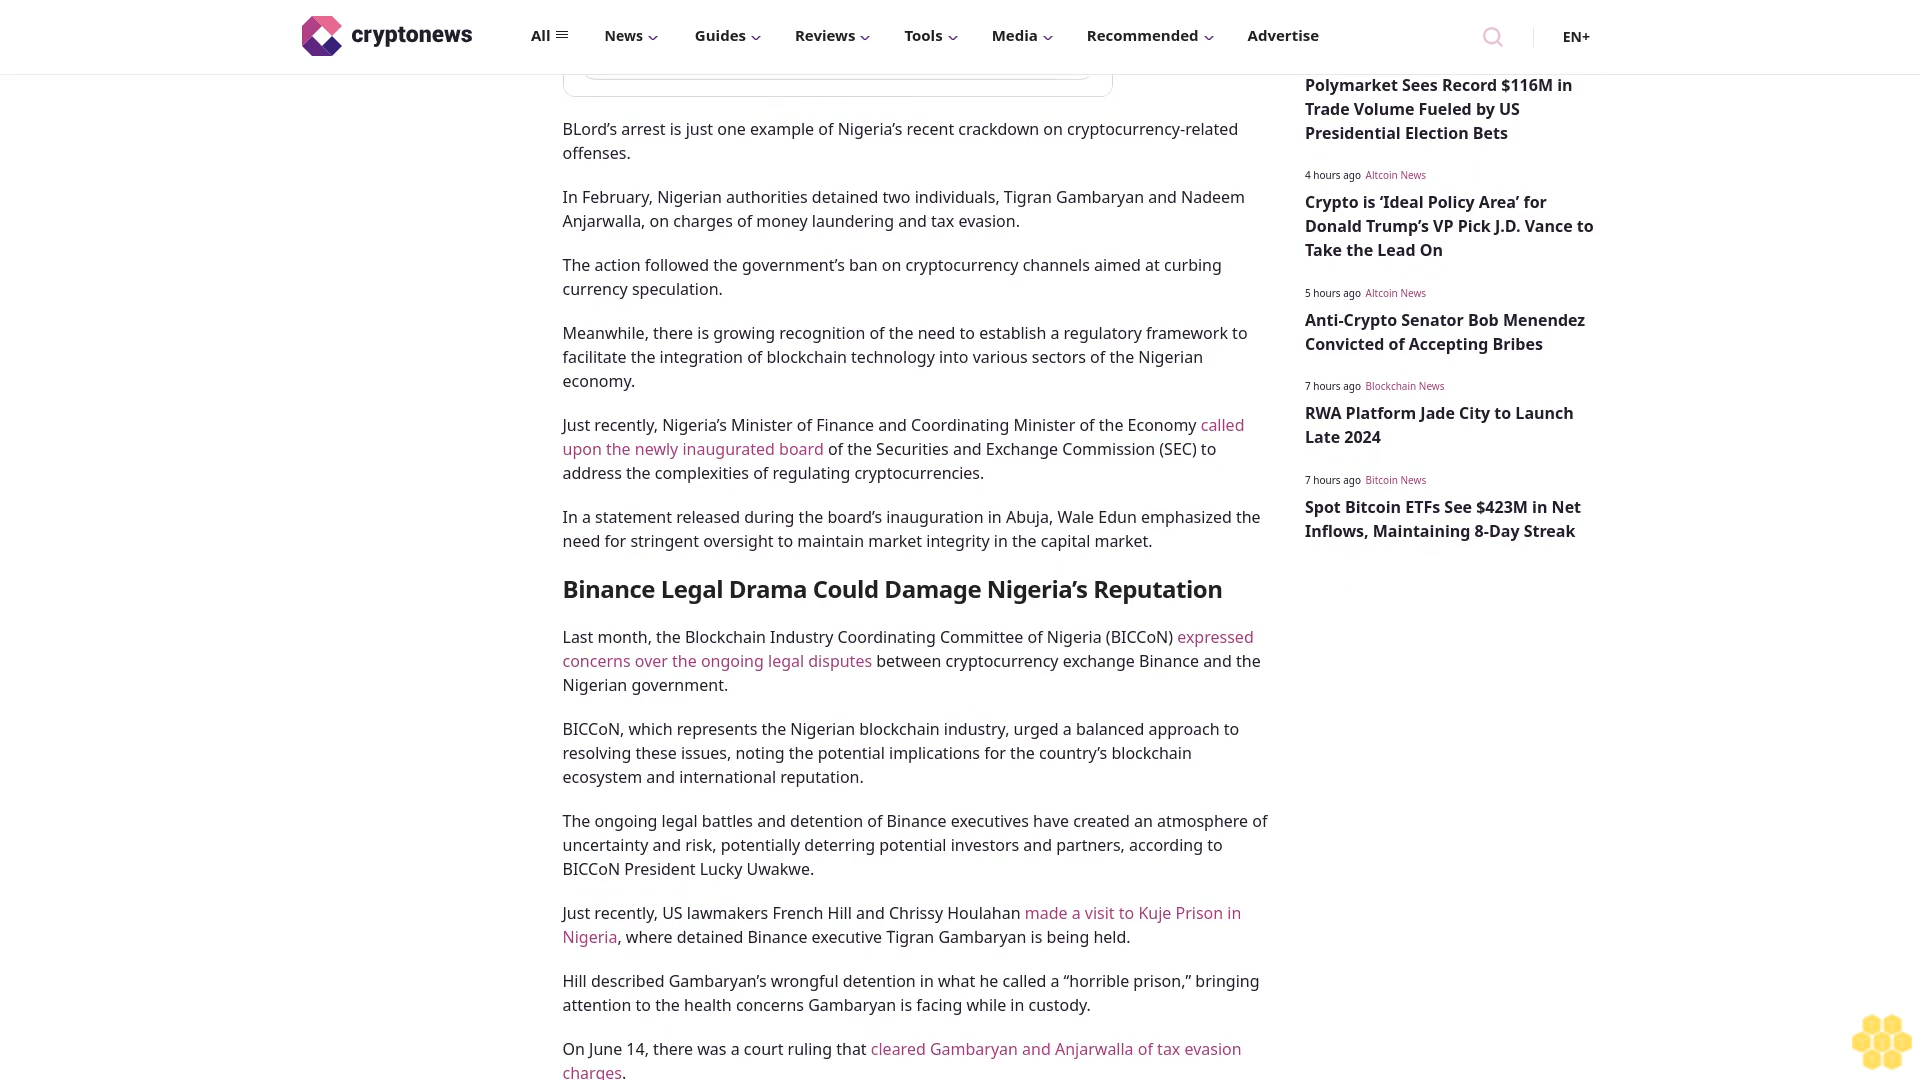 cryptonews
All
News
Guides
Reviews
Tools
Media
Recommended
Advertise
EN+
BLord’s arrest is just one example of Nigeria’s recent crackdown on cryptocurrency-related
offenses.
In February, Nigerian authorities detained two individuals, Tigran Gambaryan and Nadeem
Anjarwalla, on charges of money laundering and tax evasion.
The action followed the government’s ban on cryptocurrency channels aimed at curbing
currency speculation.
Meanwhile, there is growing recognition of the need to establish a regulatory framework to
facilitate the integration of blockchain technology into various sectors of the Nigerian
economy.
Just recently, Nigeria’s Minister of Finance and Coordinating Minister of the Economy called
upon the newly inaugurated board of the Securities and Exchange Commission (SEC) to
address the complexities of regulating cryptocurrencies.
In a statement released during the board’s inauguration in Abuja, Wale Edun emphasized the
need for stringent oversight to maintain market integrity in the capital market.
Binance Legal Drama Could Damage Nigeria’s Reputation
Last month, the Blockchain Industry Coordinating Committee of Nigeria (BICCoN) expressed
concerns over the ongoing legal disputes between cryptocurrency exchange Binance and the
Nigerian government.
BICCoN, which represents the Nigerian blockchain industry, urged a balanced approach to
resolving these issues, noting the potential implications for the country’s blockchain
ecosystem and international reputation.
The ongoing legal battles and detention of Binance executives have created an atmosphere of
uncertainty and risk, potentially deterring potential investors and partners, according to
BICCoN President Lucky Uwakwe.
Just recently, US lawmakers French Hill and Chrissy Houlahan made a visit to Kuje Prison in
Nigeria, where detained Binance executive Tigran Gambaryan is being held.
Hill described Gambaryan’s wrongful detention in what he called a “horrible prison,” bringing
attention to the health concerns Gambaryan is facing while in custody.
On June 14, there was a court ruling that cleared Gambaryan and Anjarwalla of tax evasion
charges.
Polymarket Sees Record $116M in
Trade Volume Fueled by US
Presidential Election Bets
4 hours ago Altcoin News
Crypto is ‘Ideal Policy Area’ for
Donald Trump’s VP Pick J.D. Vance to
Take the Lead On
5 hours ago Altcoin News
Anti-Crypto Senator Bob Menendez
Convicted of Accepting Bribes
7 hours ago Blockchain News
RWA Platform Jade City to Launch
Late 2024
7 hours ago Bitcoin News
Spot Bitcoin ETFs See $423M in Net
Inflows, Maintaining 8-Day Streak